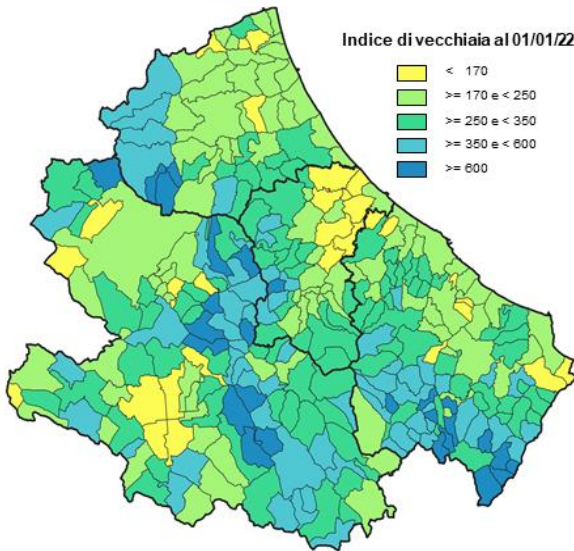 Indice di vecchiaia al 01/01/22
< 170
>= 170 e < 250
>= 250 e < 350
>= 350 e < 600
>= 600